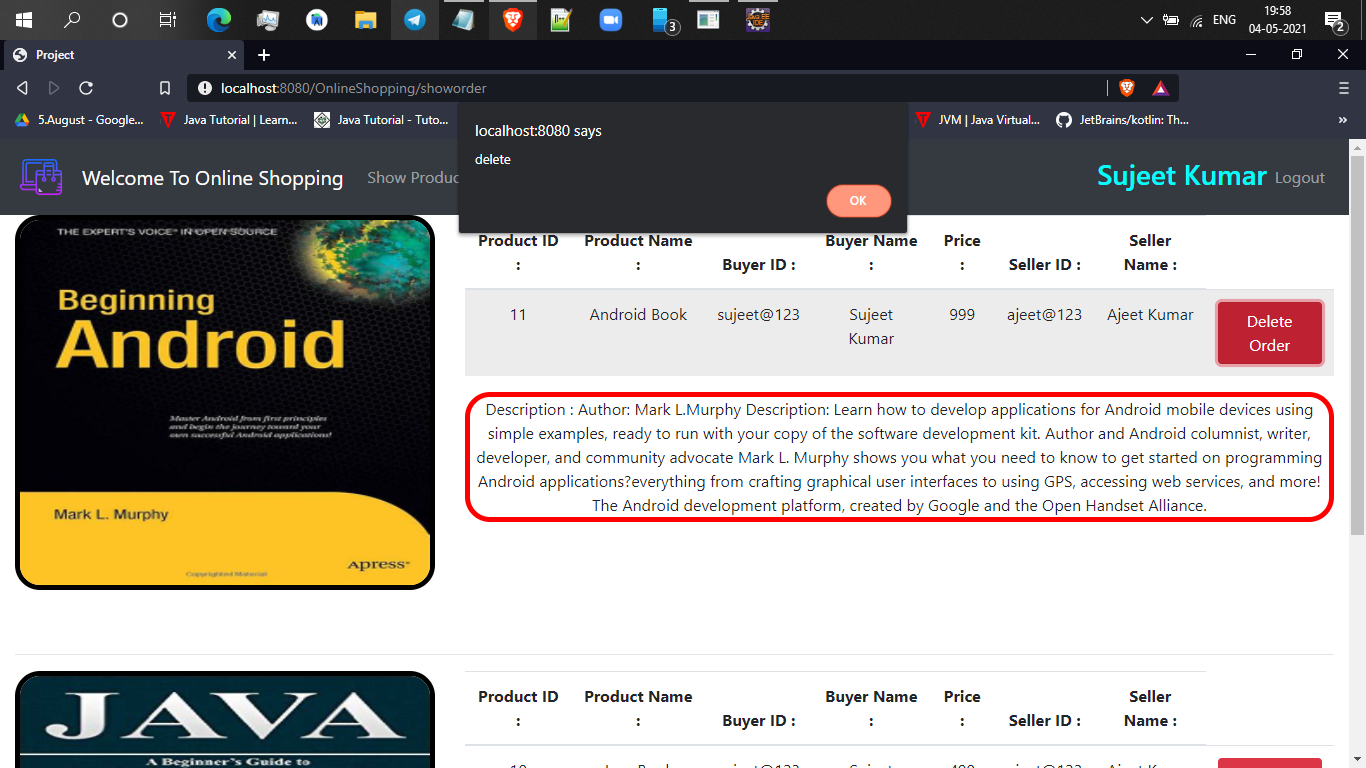 3
ENG
19:58
04-05-2021
2
Project
localhost:8080/OnlineShopping/showorder
5.August - Google...
Java Tutorial | Learn...
Java Tutorial - Tuto...
JVM | Java Virtual...
JetBrains/kotlin: Th...
»
localhost:8080 says
delete
OK
Welcome To Online Shopping
Show Produc
Sujeet Kumar
Logout
THE EXPERT'S VOICE® IN OPEN SOURCE
Beginning
Android
Master Android from first principles
and begin the journey toward your
own successful Android applications!
Mark L. Murphy
Apress®
Copyrighted Material
Product ID :
Product Name :
Buyer ID :
Buyer Name :
Price :
Seller ID :
Seller Name :
11
Android Book
sujeet@123
Sujeet Kumar
999
ajeet@123
Ajeet Kumar
Delete Order
Description : Author: Mark L.Murphy Description: Learn how to develop applications for Android mobile devices using
simple examples, ready to run with your copy of the software development kit. Author and Android columnist, writer,
developer, and community advocate Mark L. Murphy shows you what you need to know to get started on programming
Android applications?everything from crafting graphical user interfaces to using GPS, accessing web services, and more!
The Android development platform, created by Google and the Open Handset Alliance.
JAVA
A Beginner's Guide to
Product ID :
Product Name :
Buyer ID :
Buyer Name :
Price :
Seller ID :
Seller Name :